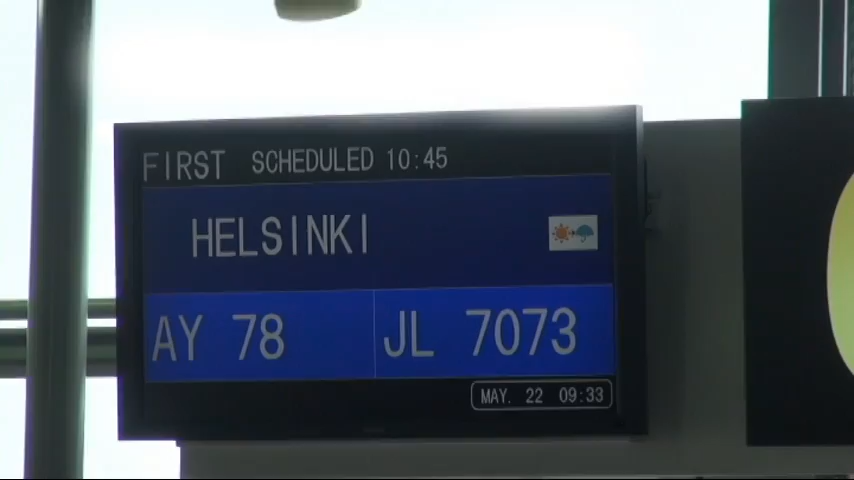 FIRST SCHEDULED 10:45
HELSINKI
AY 78 JL 7073
MAY. 22 09:33